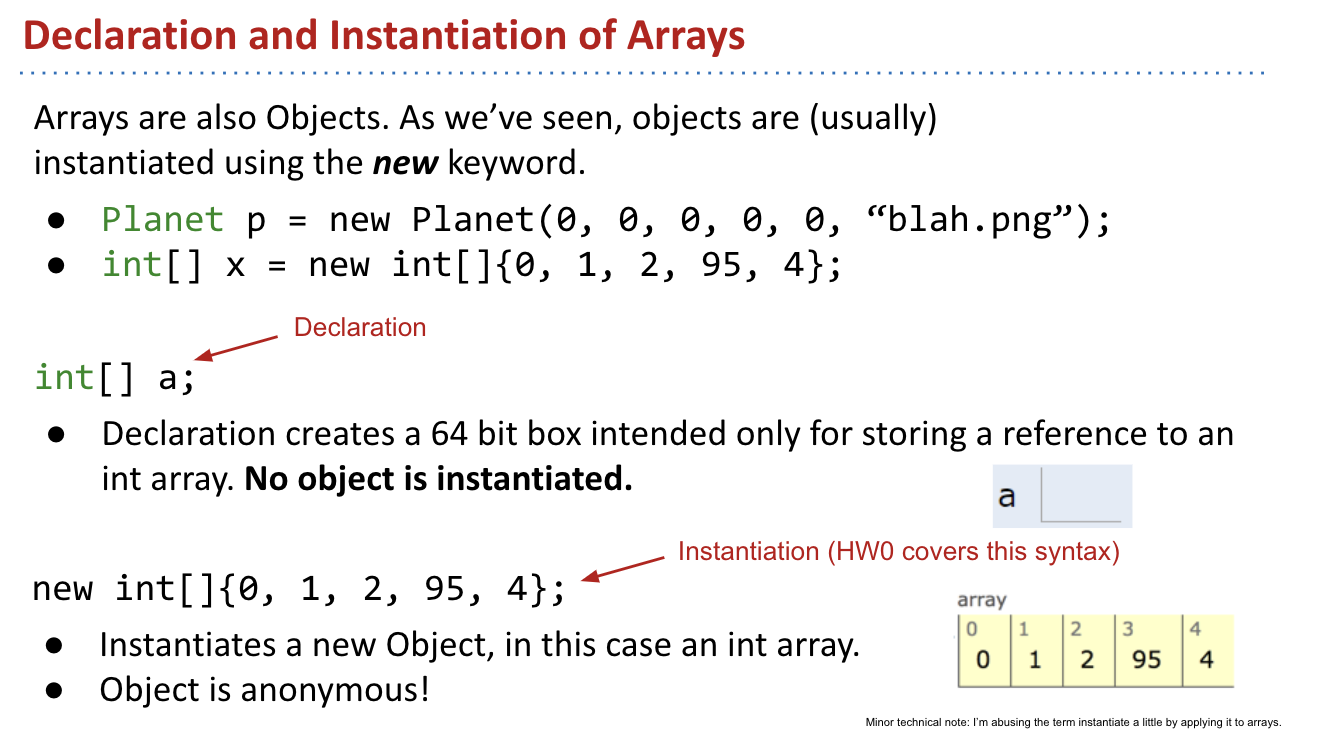 Declaration and Instantiation of Arrays
Arrays are also Objects. As we’ve seen, objects are (usually)
instantiated using the new keyword.
● Planet p = new Planet(0, 0, 0, 0, 0, “blah.png”);
● int[] x = new int[]{0, 1, 2, 95, 4};
Declaration
int[] a;
● Declaration creates a 64 bit box intended only for storing a reference to an
int array. No object is instantiated.
a
Instantiation (HW0 covers this syntax)
new int[]{0, 1, 2, 95, 4};
array
0 1 2 3 4
0 1 2 95 4
● Instantiates a new Object, in this case an int array.
● Object is anonymous!
Minor technical note: I’m abusing the term instantiate a little by applying it to arrays.